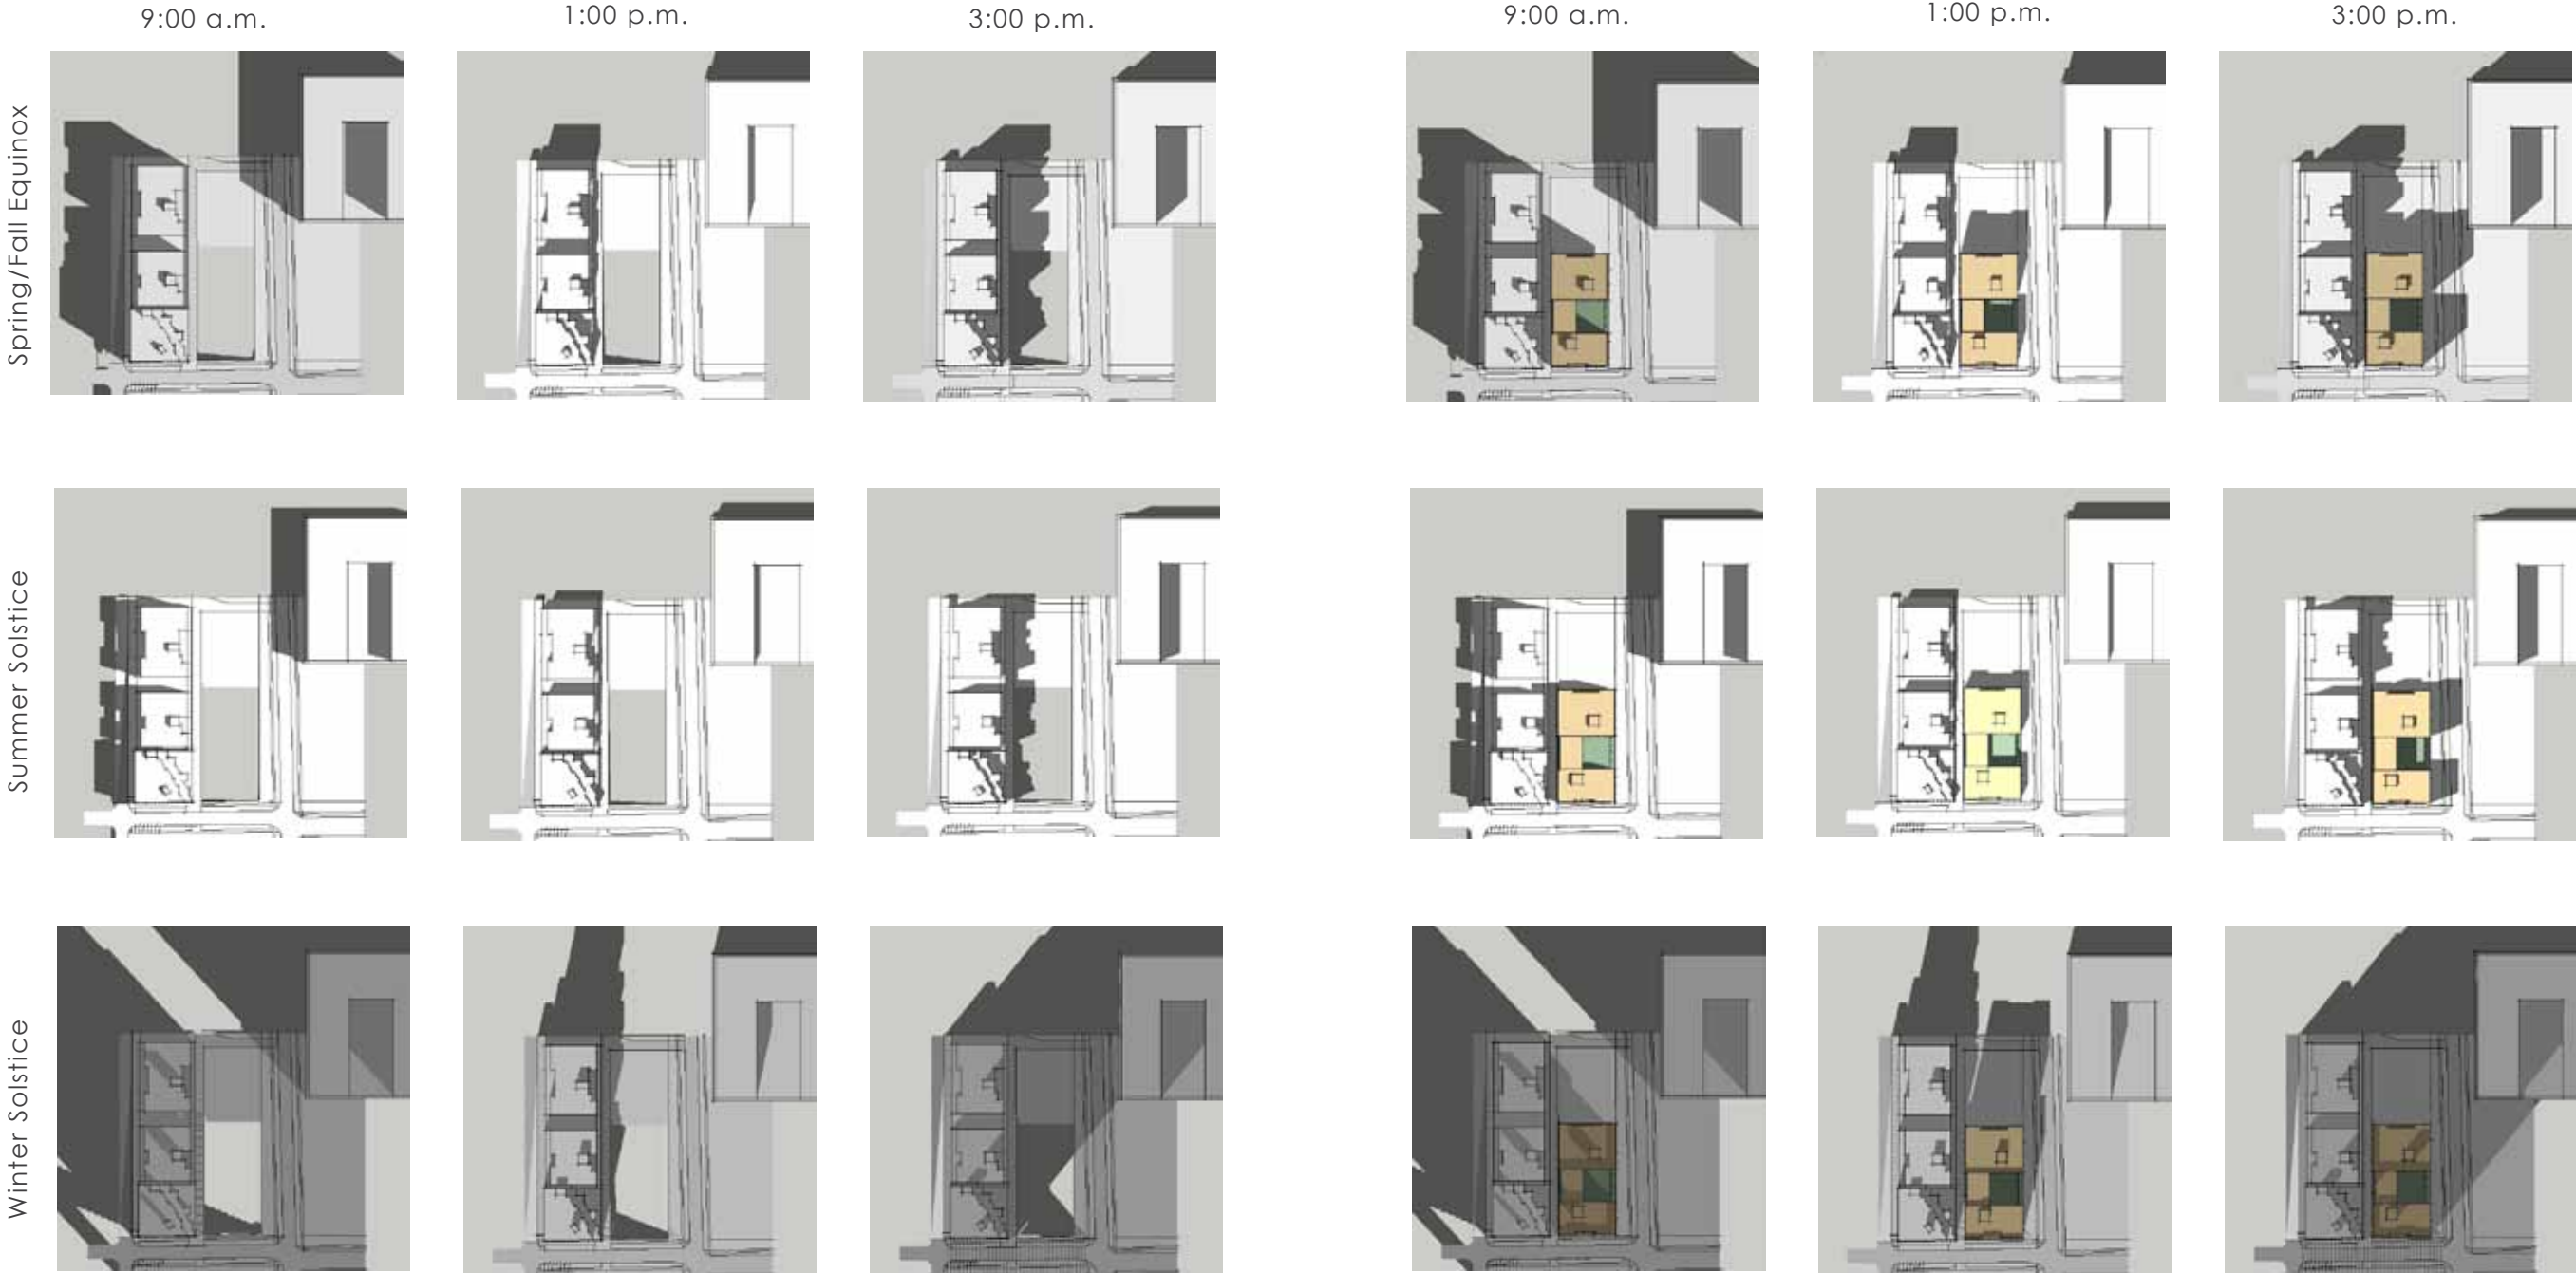 9:00 a.m.
1:00 p.m.
3:00 p.m.
9:00 a.m.
1:00 p.m.
3:00 p.m.
Spring/Fall Equinox
Summer Solstice
Winter Solstice